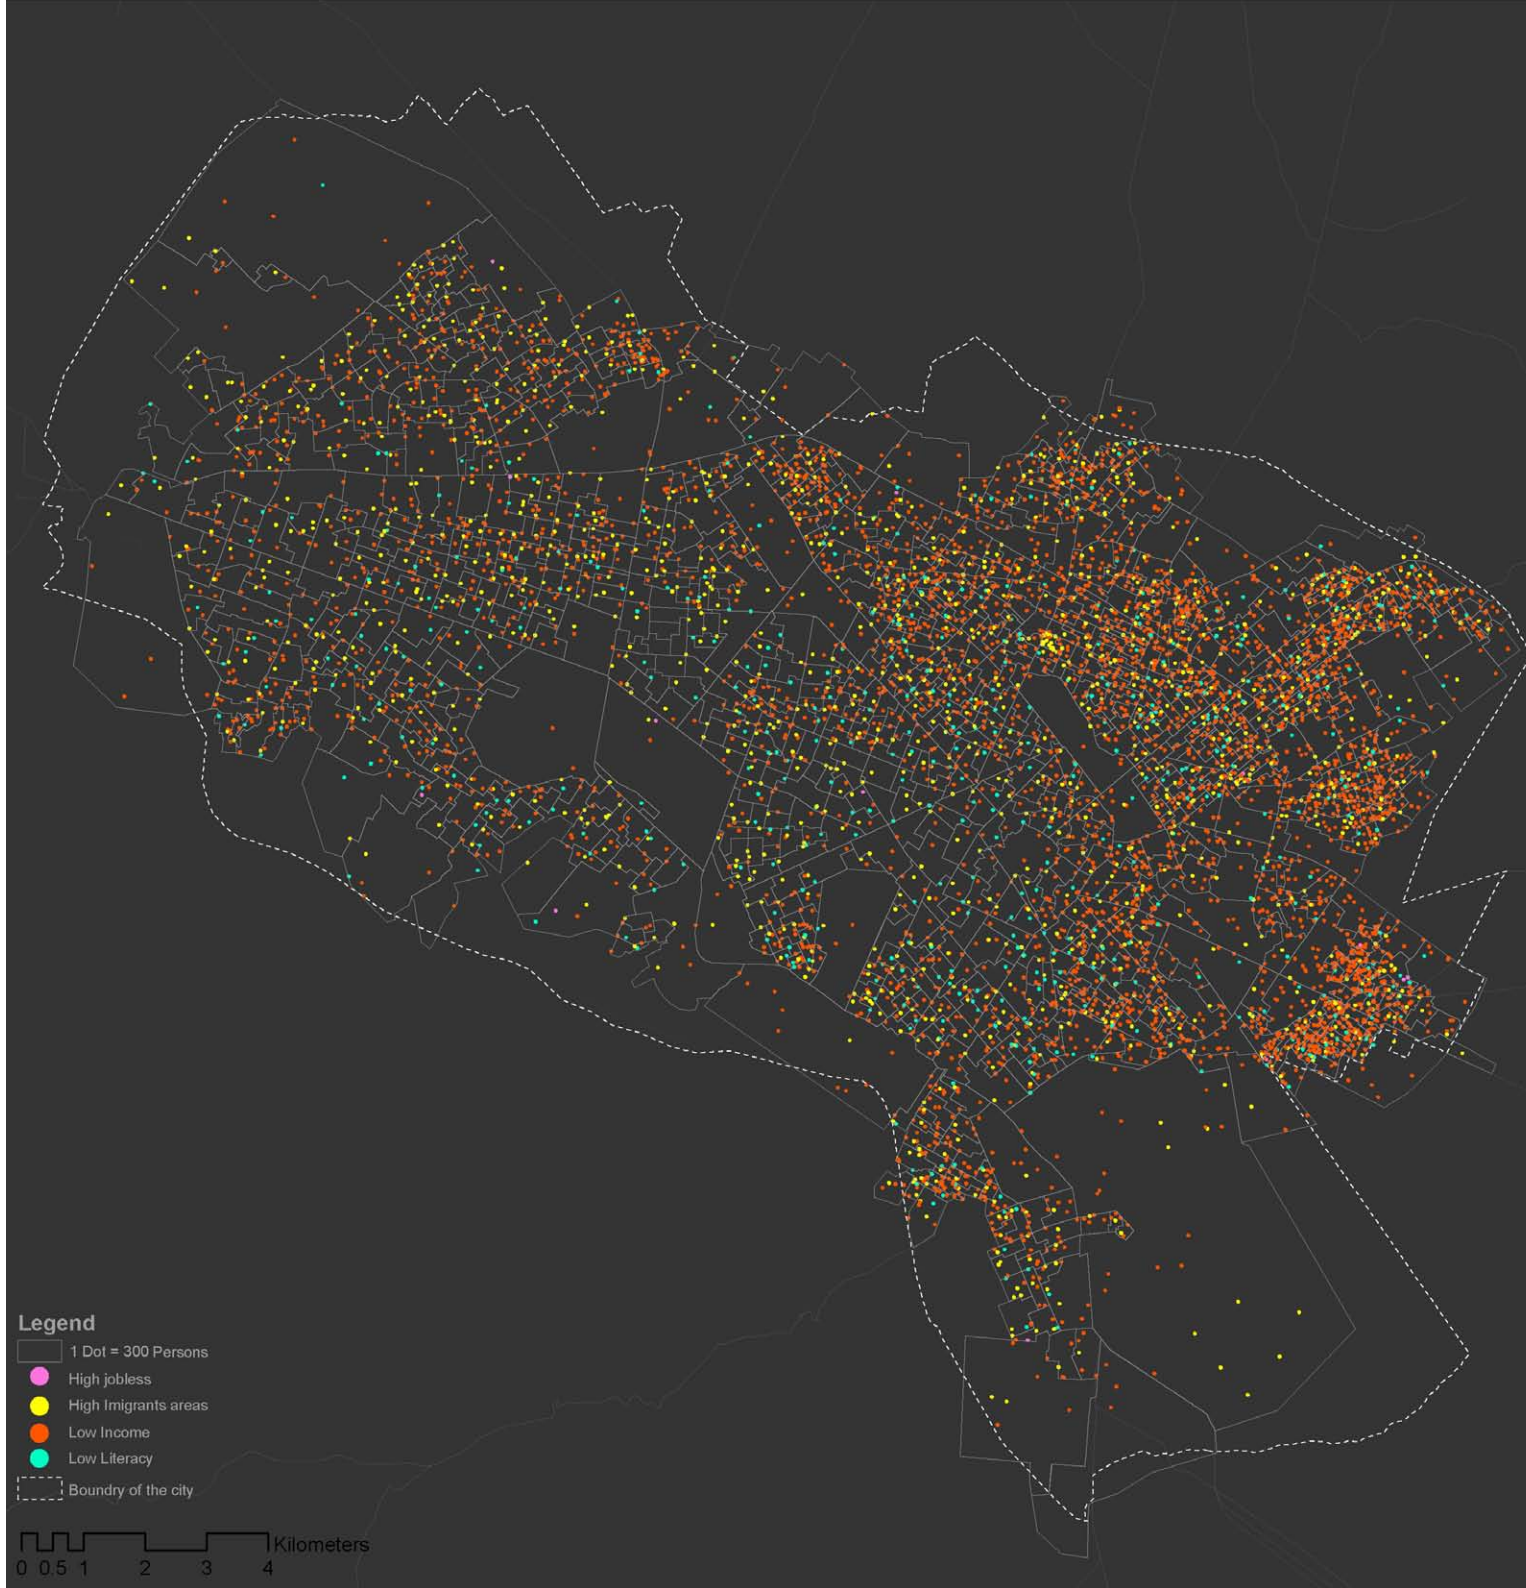 Legend
1 Dot = 300 Persons
High jobless
High Imigrants areas
Low Income
Low Literacy
Boundry of the city
Kilometers
0 0.5 1 2 3 4